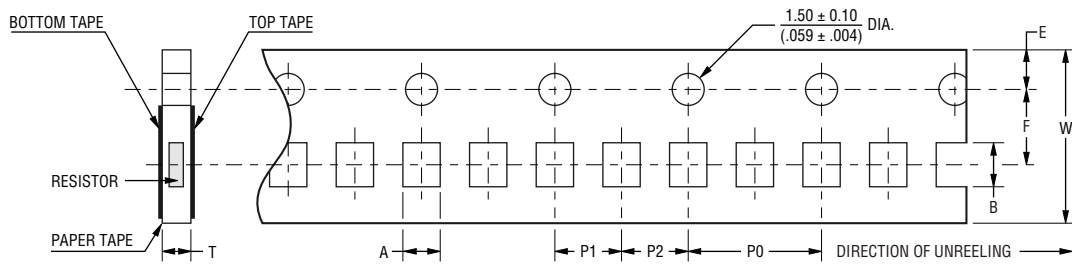 BOTTOM TAPE
TOP TAPE
1.50 ± 0.10
(.059 ± .004)
DIA.
E
F
W
RESISTOR
B
PAPER TAPE
T
A
P1
P2
P0
DIRECTION OF UNREELING